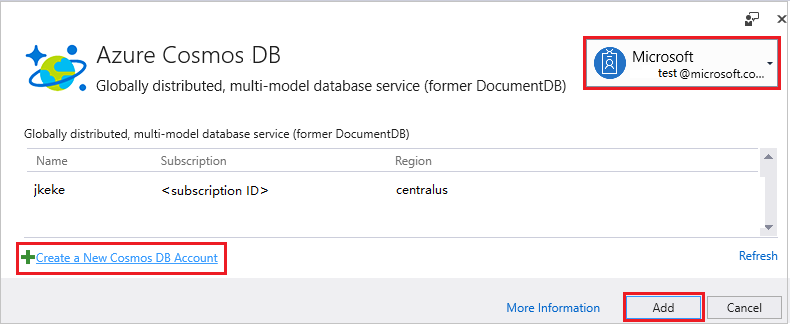 Azure Cosmos DB
Globally distributed, multi-model database service (former DocumentDB)
Microsoft
test @microsoft.co...
Globally distributed, multi-model database service (former DocumentDB)
Name Subscription Region
jkeke <subscription ID> centralus
Create a New Cosmos DB Account
Refresh
More Information Add Cancel